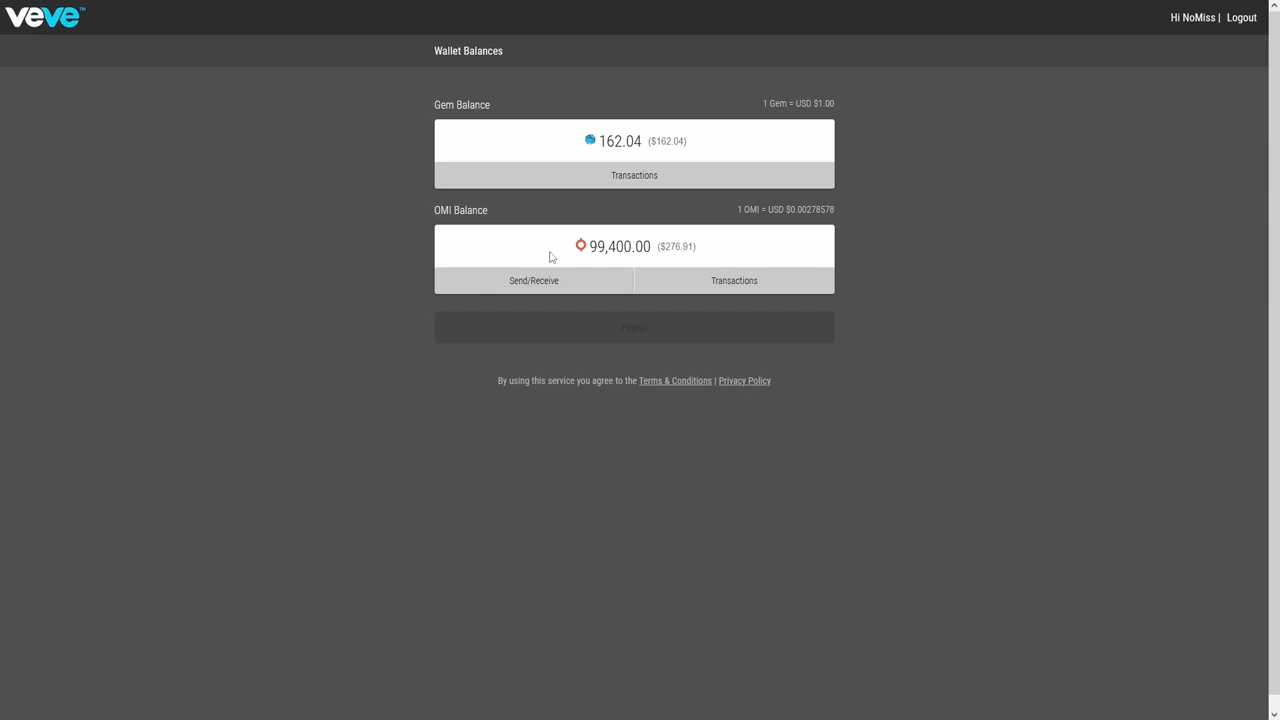 veve™
Hi NoMiss | Logout
Wallet Balances
Gem Balance
1 Gem = USD $1.00
162.04 ($162.04)
Transactions
OMI Balance
1 OMI = USD $0.00278578
99,400.00 ($276.91)
Send/Receive
Transactions
By using this service you agree to the Terms & Conditions | Privacy Policy